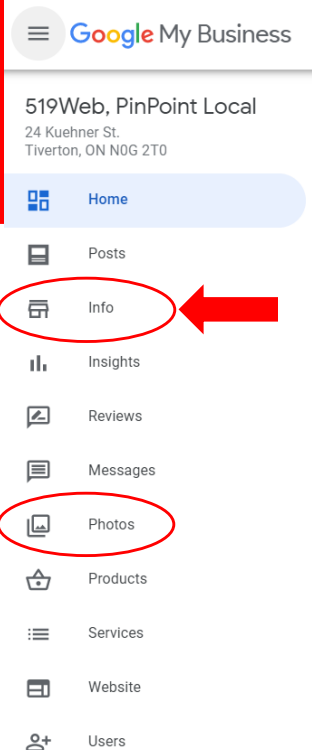 Google My Business
519Web, PinPoint Local
24 Kuehner St.
Tiverton, ON N0G 2T0
Home
Posts
Info
Insights
Reviews
Messages
Photos
Products
Services
Website
Users